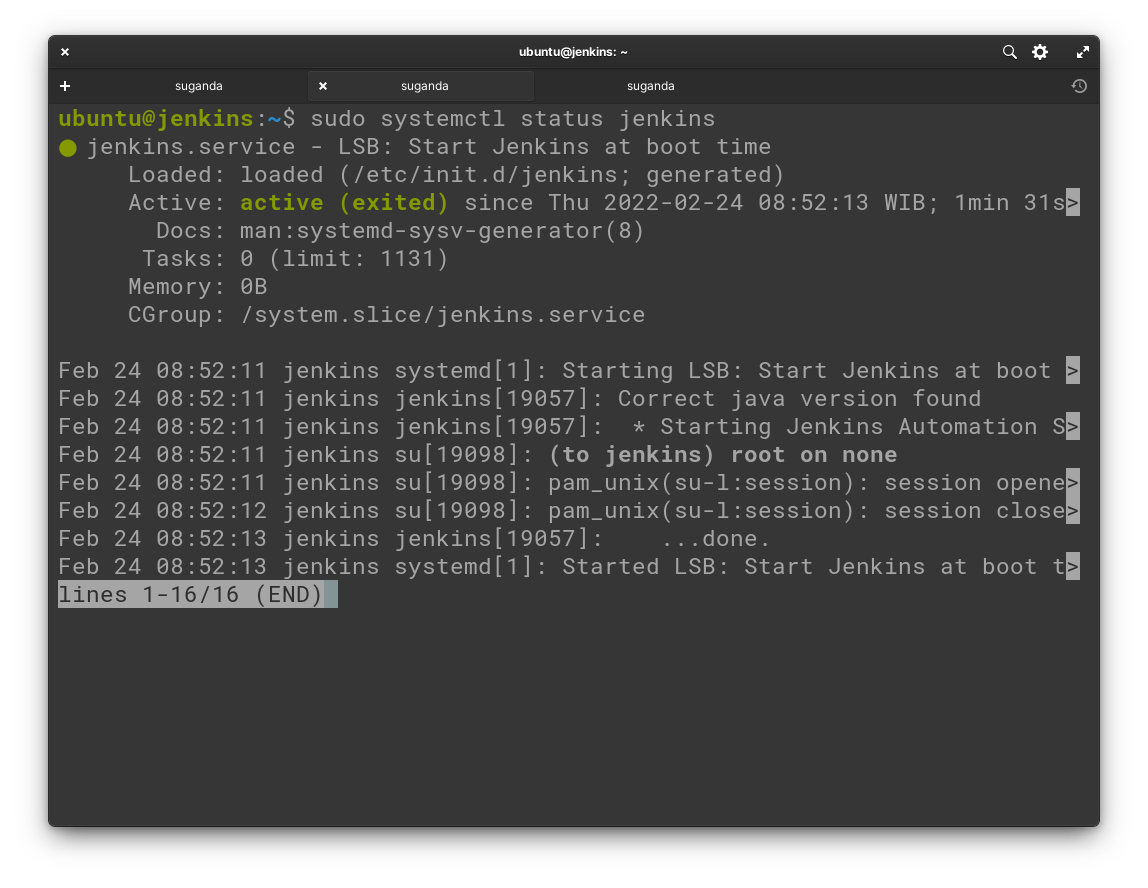 ubuntu@jenkins: ~
suganda suganda suganda
ubuntu@jenkins:~$ sudo systemctl status jenkins
● jenkins.service - LSB: Start Jenkins at boot time
     Loaded: loaded (/etc/init.d/jenkins; generated)
     Active: active (exited) since Thu 2022-02-24 08:52:13 WIB; 1min 31s>
       Docs: man:systemd-sysv-generator(8)
      Tasks: 0 (limit: 1131)
     Memory: 0B
     CGroup: /system.slice/jenkins.service

Feb 24 08:52:11 jenkins systemd[1]: Starting LSB: Start Jenkins at boot >
Feb 24 08:52:11 jenkins jenkins[19057]: Correct java version found
Feb 24 08:52:11 jenkins jenkins[19057]:  * Starting Jenkins Automation S>
Feb 24 08:52:11 jenkins su[19098]: (to jenkins) root on none
Feb 24 08:52:11 jenkins su[19098]: pam_unix(su-l:session): session opene>
Feb 24 08:52:12 jenkins su[19098]: pam_unix(su-l:session): session close>
Feb 24 08:52:13 jenkins jenkins[19057]:    ...done.
Feb 24 08:52:13 jenkins systemd[1]: Started LSB: Start Jenkins at boot t>
lines 1-16/16 (END)